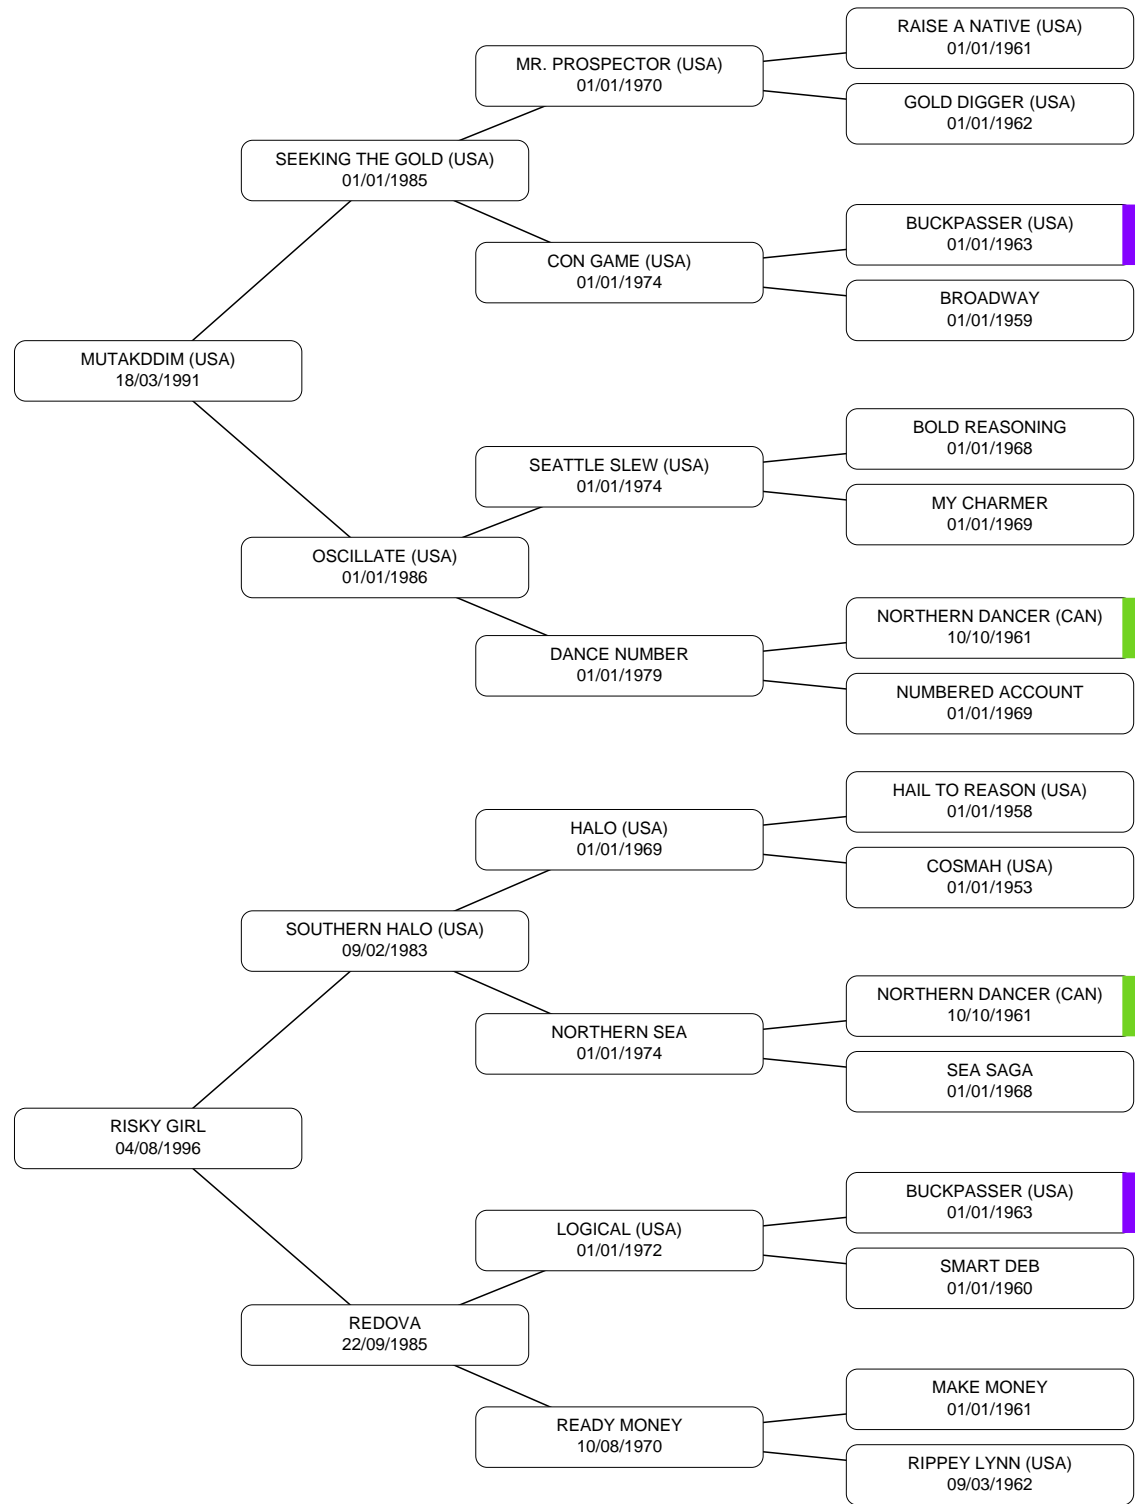 RAISE A NATIVE (USA)
01/01/1961
MR. PROSPECTOR (USA)
01/01/1970
GOLD DIGGER (USA)
01/01/1962
SEEKING THE GOLD (USA)
01/01/1985
BUCKPASSER (USA)
01/01/1963
CON GAME (USA)
01/01/1974
BROADWAY
01/01/1959
MUTAKDDIM (USA)
18/03/1991
BOLD REASONING
01/01/1968
SEATTLE SLEW (USA)
01/01/1974
MY CHARMER
01/01/1969
OSCILLATE (USA)
01/01/1986
NORTHERN DANCER (CAN)
10/10/1961
DANCE NUMBER
01/01/1979
NUMBERED ACCOUNT
01/01/1969
HAIL TO REASON (USA)
01/01/1958
HALO (USA)
01/01/1969
COSMAH (USA)
01/01/1953
SOUTHERN HALO (USA)
09/02/1983
NORTHERN DANCER (CAN)
10/10/1961
NORTHERN SEA
01/01/1974
SEA SAGA
01/01/1968
RISKY GIRL
04/08/1996
BUCKPASSER (USA)
01/01/1963
LOGICAL (USA)
01/01/1972
SMART DEB
01/01/1960
REDOVA
22/09/1985
MAKE MONEY
01/01/1961
READY MONEY
10/08/1970
RIPPEY LYNN (USA)
09/03/1962